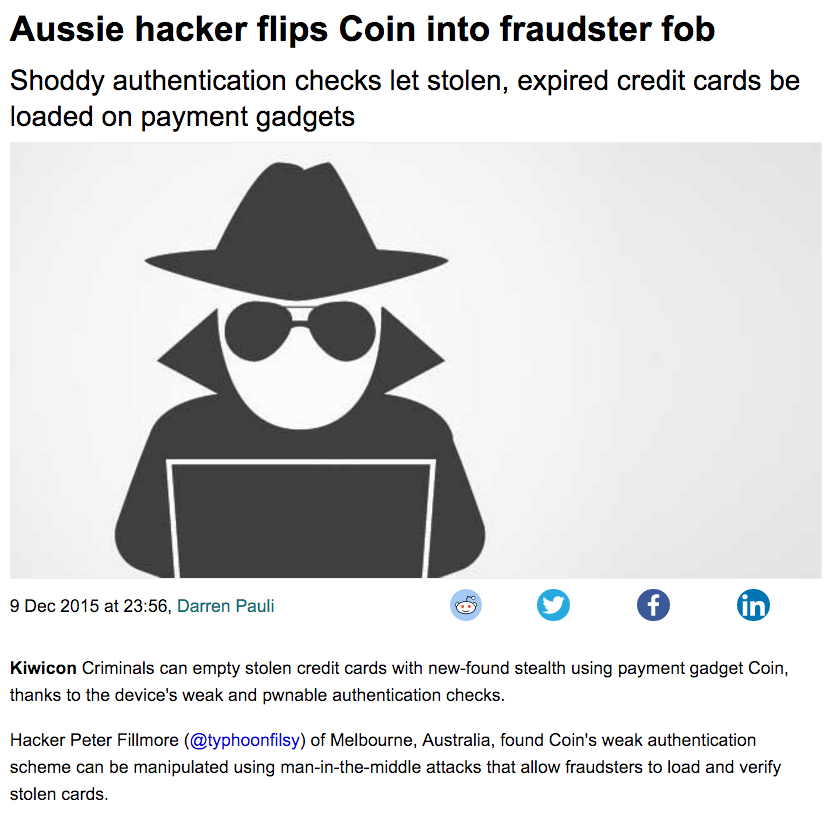 Aussie hacker flips Coin into fraudster fob
Shoddy authentication checks let stolen, expired credit cards be
loaded on payment gadgets
9 Dec 2015 at 23:56, Darren Pauli
Kiwicon Criminals can empty stolen credit cards with new-found stealth using payment gadget Coin,
thanks to the device's weak and pwnable authentication checks.
Hacker Peter Fillmore (@typhoonfilsy) of Melbourne, Australia, found Coin's weak authentication
scheme can be manipulated using man-in-the-middle attacks that allow fraudsters to load and verify
stolen cards.